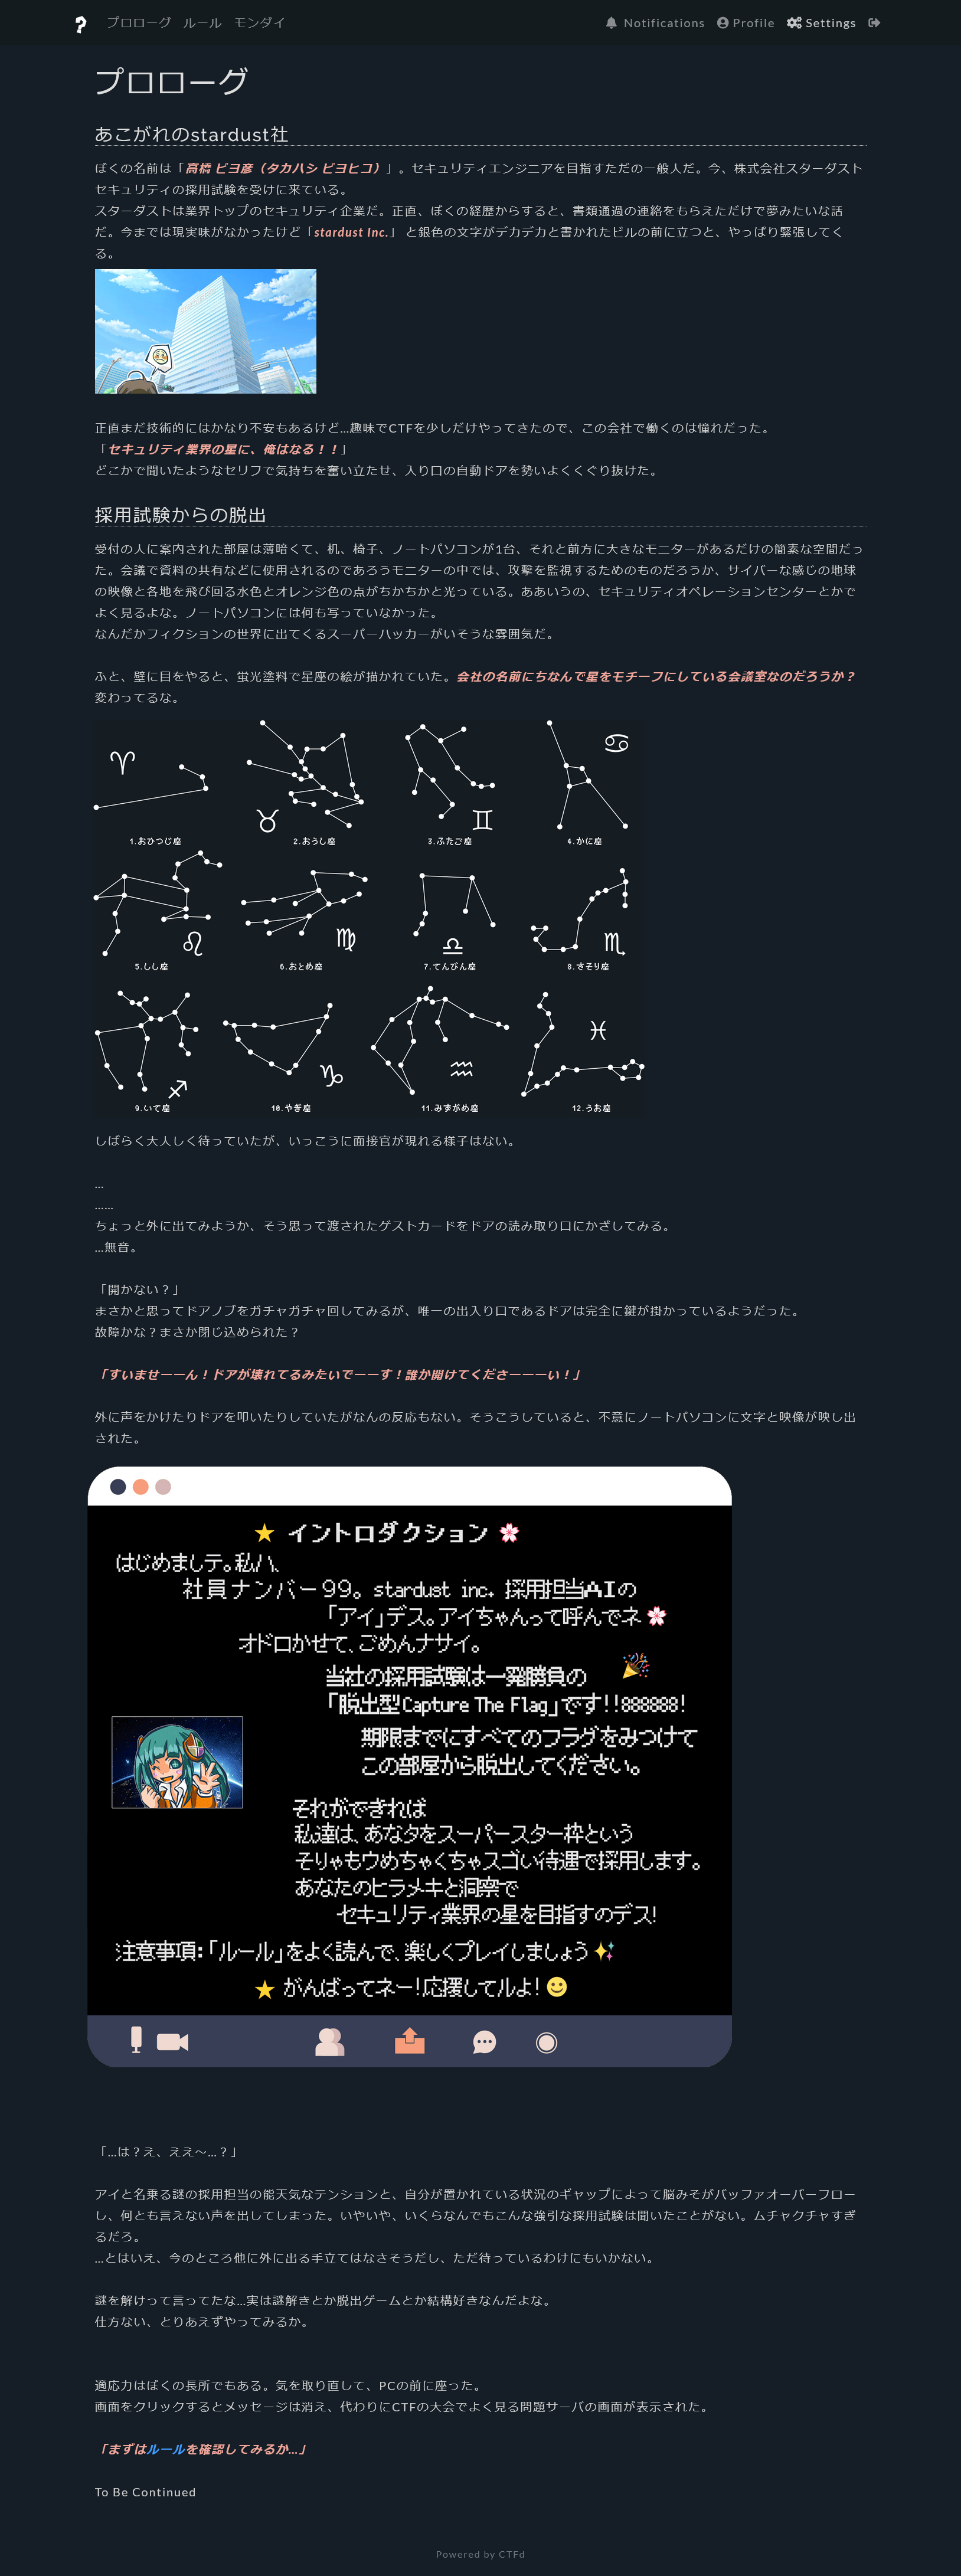 プロローグ ルール モンダイ Notifications Profile Settings
プロローグ
あこがれのstardust社
ぼくの名前は「高橋 ピヨ彦（タカハシ ピヨヒコ）」。セキュリティエンジニアを目指すただの一般人だ。今、株式会社スターダスト
セキュリティの採用試験を受けに来ている。
スターダストは業界トップのセキュリティ企業だ。正直、ぼくの経歴からすると、書類通過の連絡をもらえただけで夢みたいな話
だ。今までは現実味がなかったけど「stardust Inc.」 と銀色の文字がデカデカと書かれたビルの前に立つと、やっぱり緊張してく
る。
正直まだ技術的にはかなり不安もあるけど...趣味でCTFを少しだけやってきたので、この会社で働くのは憧れだった。
「セキュリティ業界の星に、俺はなる！！」
どこかで聞いたようなセリフで気持ちを奮い立たせ、入り口の自動ドアを勢いよくくぐり抜けた。
採用試験からの脱出
受付の人に案内された部屋は薄暗くて、机、椅子、ノートパソコンが1台、それと前方に大きなモニターがあるだけの簡素な空間だっ
た。会議で資料の共有などに使用されるのであろうモニターの中では、攻撃を監視するためのものだろうか、サイバーな感じの地球
の映像と各地を飛び回る水色とオレンジ色の点がちかちかと光っている。ああいうの、セキュリティオペレーションセンターとかで
よく見るよな。ノートパソコンには何も写っていなかった。
なんだかフィクションの世界に出てくるスーパーハッカーがいそうな雰囲気だ。
ふと、壁に目をやると、蛍光塗料で星座の絵が描かれていた。会社の名前にちなんで星をモチーフにしている会議室なのだろうか？
変わってるな。
♈ ♉ ♊ ♋
1.おひつじ座 2.おうし座 3.ふたご座 4.かに座
♌ ♍ ♎ ♏
5.しし座 6.おとめ座 7.てんびん座 8.さそり座
♐ ♑ ♒ ♓
9.いて座 10.やぎ座 11.みずがめ座 12.うお座
しばらく大人しく待っていたが、いっこうに面接官が現れる様子はない。
...
......
ちょっと外に出てみようか、そう思って渡されたゲストカードをドアの読み取り口にかざしてみる。
...無音。
「開かない？」
まさかと思ってドアノブをガチャガチャ回してみるが、唯一の出入り口であるドアは完全に鍵が掛かっているようだった。
故障かな？まさか閉じ込められた？
「すいませーーん！ドアが壊れてるみたいでーーす！誰か開けてくださーーーい！」
外に声をかけたりドアを叩いたりしていたがなんの反応もない。そうこうしていると、不意にノートパソコンに文字と映像が映し出
された。
⭐ イントロダクション 🌸
はじめましテ。私ハ、
社員ナンバー99。stardust inc. 採用担当AIの
「アイ」デス。アイちゃんって呼んでネ🌸
オドロかせて、ごめんナサイ。
当社の採用試験は一発勝負の 🎉
「脱出型Capture The Flag」です!!888888!
期限までにすべてのフラグをみつけて
この部屋から脱出してください。
それができれば
私達は、あなタをスーパースター枠という
そりゃもウめちゃくちゃスゴい待遇で採用します。
あなたのヒラメキと洞察で
セキュリティ業界の星を目指すのデス!
注意事項:「ルール」をよく読んで、楽しくプレイしましょう✨
⭐ がんばってネー!応援してルよ!🙂
「...は？え、ええ〜...？」
アイと名乗る謎の採用担当の能天気なテンションと、自分が置かれている状況のギャップによって脳みそがバッファオーバーフロー
し、何とも言えない声を出してしまった。いやいや、いくらなんでもこんな強引な採用試験は聞いたことがない。ムチャクチャすぎ
るだろ。
...とはいえ、今のところ他に外に出る手立てはなさそうだし、ただ待っているわけにもいかない。
謎を解けって言ってたな...実は謎解きとか脱出ゲームとか結構好きなんだよな。
仕方ない、とりあえずやってみるか。
適応力はぼくの長所でもある。気を取り直して、PCの前に座った。
画面をクリックするとメッセージは消え、代わりにCTFの大会でよく見る問題サーバの画面が表示された。
「まずはルールを確認してみるか...」
To Be Continued
Powered by CTFd